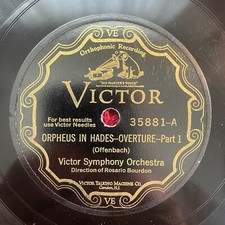 VE
Orthophonic Recording
"HIS MASTER'S VOICE"
VICTOR
For best results
use Victor Needles
35881-A
ORPHEUS IN HADES—OVERTURE—Part 1
(Offenbach)
Victor Symphony Orchestra
Direction of Rosario Bourdon
VICTOR TALKING MACHINE CO.
Camden, N.J.
VE